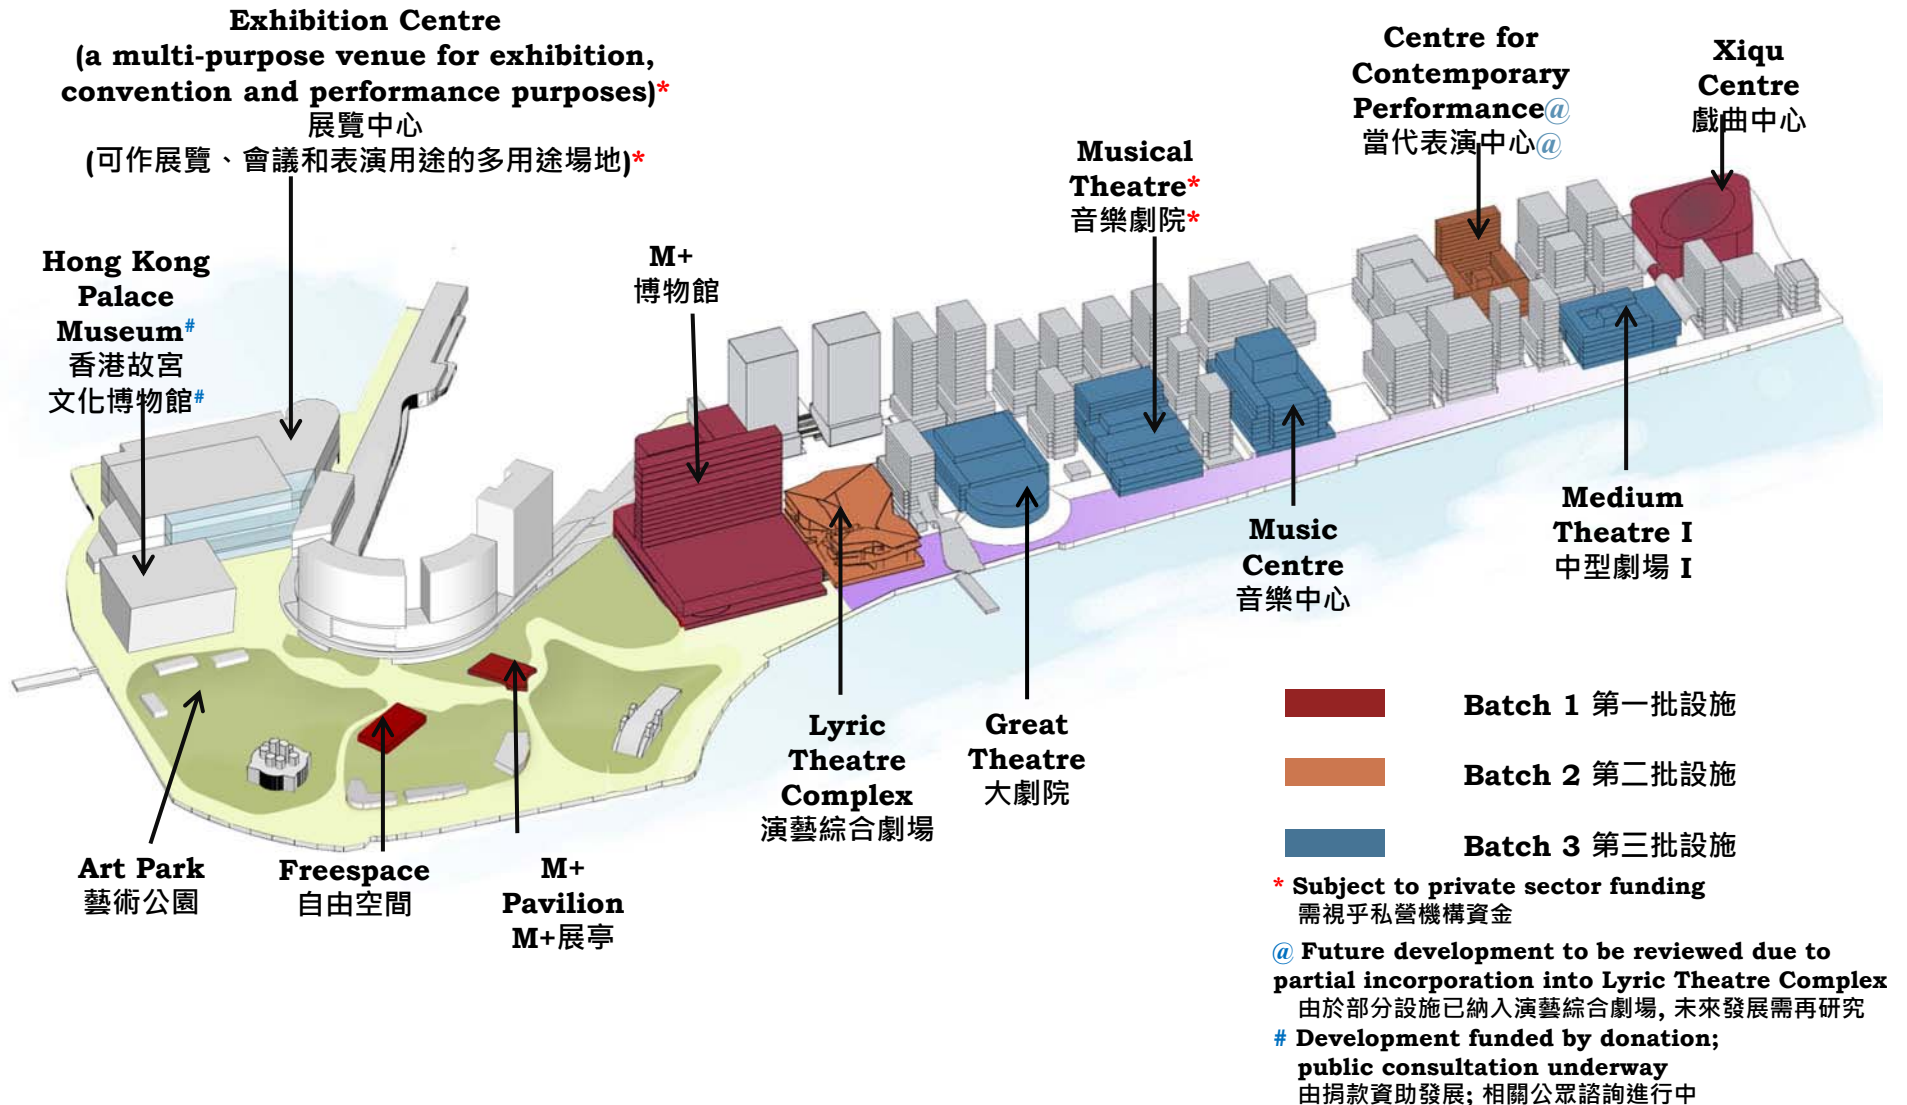 Exhibition Centre
(a multi-purpose venue for exhibition,
convention and performance purposes)*
展覽中心
(可作展覽、會議和表演用途的多用途場地)*
Hong Kong
Palace
Museum#
香港故宮
文化博物館#
M+
博物館
Musical
Theatre*
音樂劇院*
Centre for
Contemporary
Performance@
當代表演中心@
Xiqu
Centre
戲曲中心
Art Park
藝術公園
Freespace
自由空間
M+
Pavilion
M+展亭
Lyric
Theatre
Complex
演藝綜合劇場
Great
Theatre
大劇院
Music
Centre
音樂中心
Medium
Theatre I
中型劇場 I
Batch 1 第一批設施
Batch 2 第二批設施
Batch 3 第三批設施
* Subject to private sector funding
需視乎私營機構資金
@ Future development to be reviewed due to
partial incorporation into Lyric Theatre Complex
由於部分設施已納入演藝綜合劇場, 未來發展需再研究
# Development funded by donation;
public consultation underway
由捐款資助發展; 相關公眾諮詢進行中